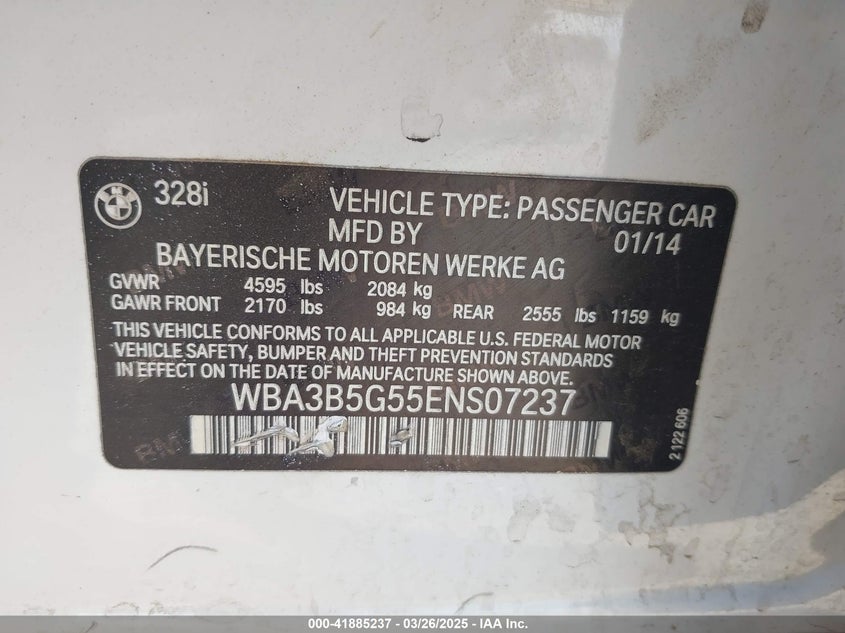 328i
VEHICLE TYPE: PASSENGER CAR
MFD BY
01/14
BAYERISCHE MOTOREN WERKE AG
GVWR 4595 lbs 2084 kg
GAWR FRONT 2170 lbs 984 kg REAR 2555 lbs 1159 kg
THIS VEHICLE CONFORMS TO ALL APPLICABLE U.S. FEDERAL MOTOR
VEHICLE SAFETY, BUMPER AND THEFT PREVENTION STANDARDS
IN EFFECT ON THE DATE OF MANUFACTURE SHOWN ABOVE.
WBA3B5G55ENS07237
2 122 606
000-41885237 - 03/26/2025 - IAA Inc.